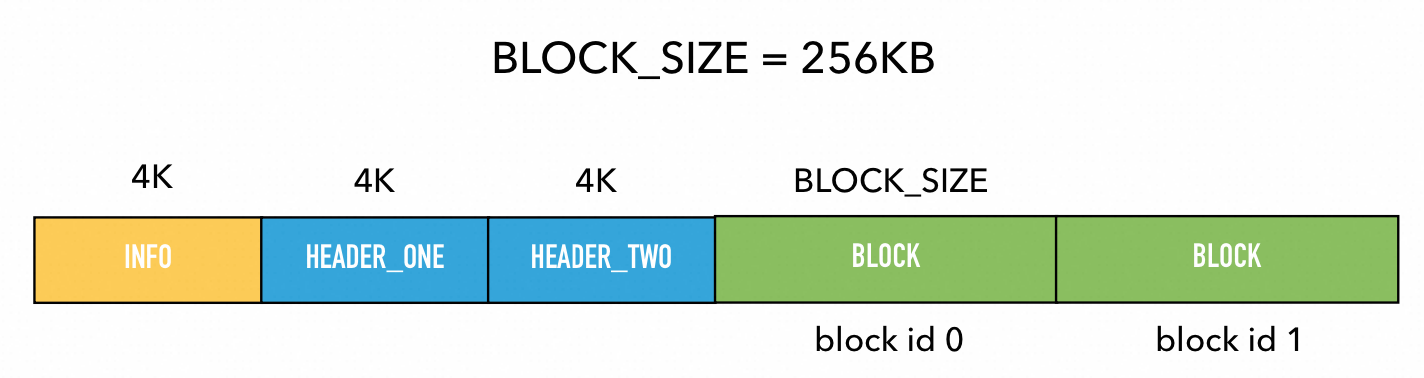 BLOCK_SIZE = 256KB
4K
4K
4K
BLOCK_SIZE
INFO
HEADER_ONE
HEADER_TWO
BLOCK
BLOCK
block id 0
block id 1